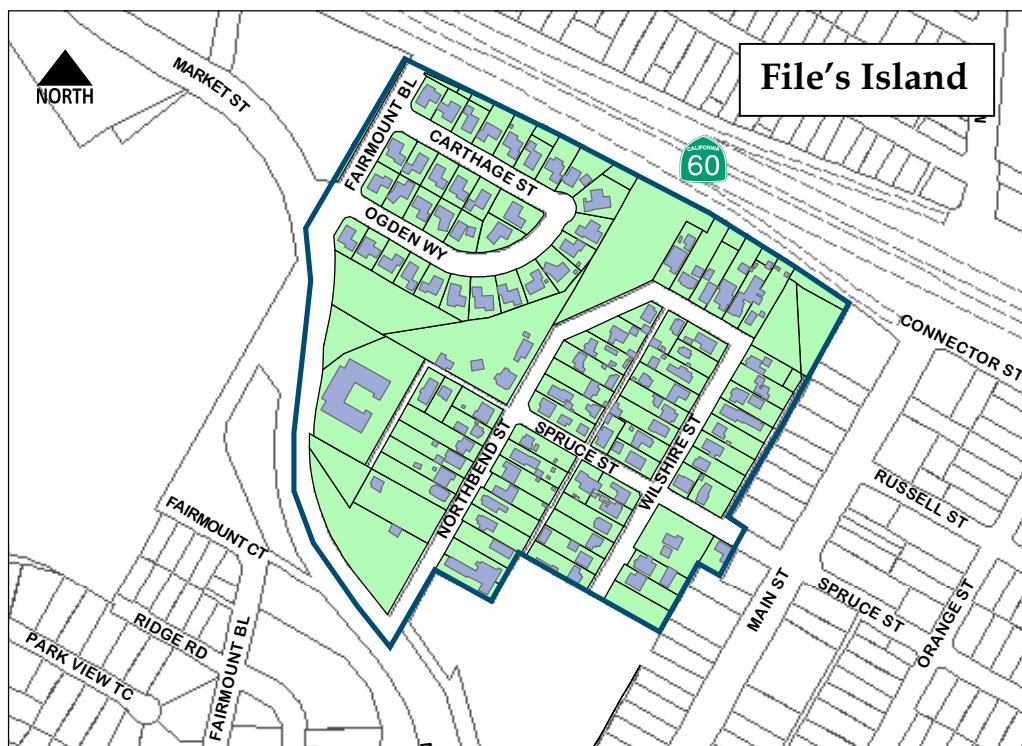 File's Island
NORTH
MARKET ST
FAIRMOUNT BL
CARTHAGE ST
CALIFORNIA
60
OGDEN WY
CONNECTOR ST
SPRUCE ST
NORTHBEND ST
WILSHIRE ST
RUSSELL ST
FAIRMOUNT CT
MAIN ST
SPRUCE ST
ORANGE ST
RIDGE RD
FAIRMOUNT BL
PARK VIEW TC